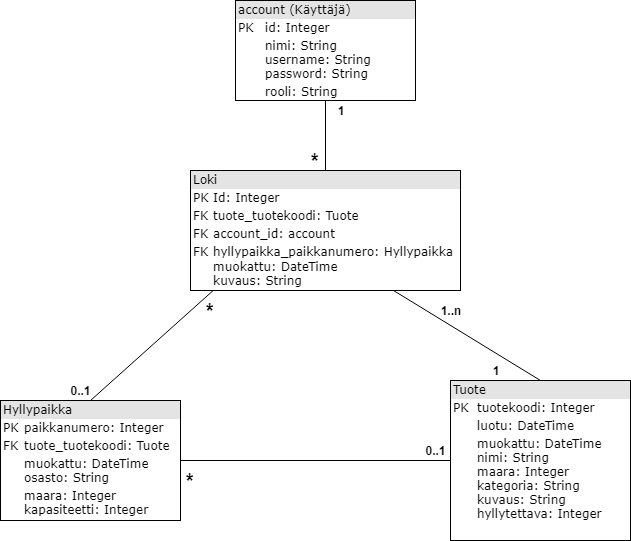 account (Käyttäjä)
PK id: Integer
nimi: String
username: String
password: String
rooli: String
1
*
Loki
PK Id: Integer
FK tuote_tuotekoodi: Tuote
FK account_id: account
FK hyllypaikka_paikkanumero: Hyllypaikka
muokattu: DateTime
kuvaus: String
*
1..n
0..1
1
Hyllypaikka
PK paikkanumero: Integer
FK tuote_tuotekoodi: Tuote
muokattu: DateTime
osasto: String
maara: Integer
kapasiteetti: Integer
*
0..1
Tuote
PK tuotekoodi: Integer
luotu: DateTime
muokattu: DateTime
nimi: String
maara: Integer
kategoria: String
kuvaus: String
hyllytettava: Integer